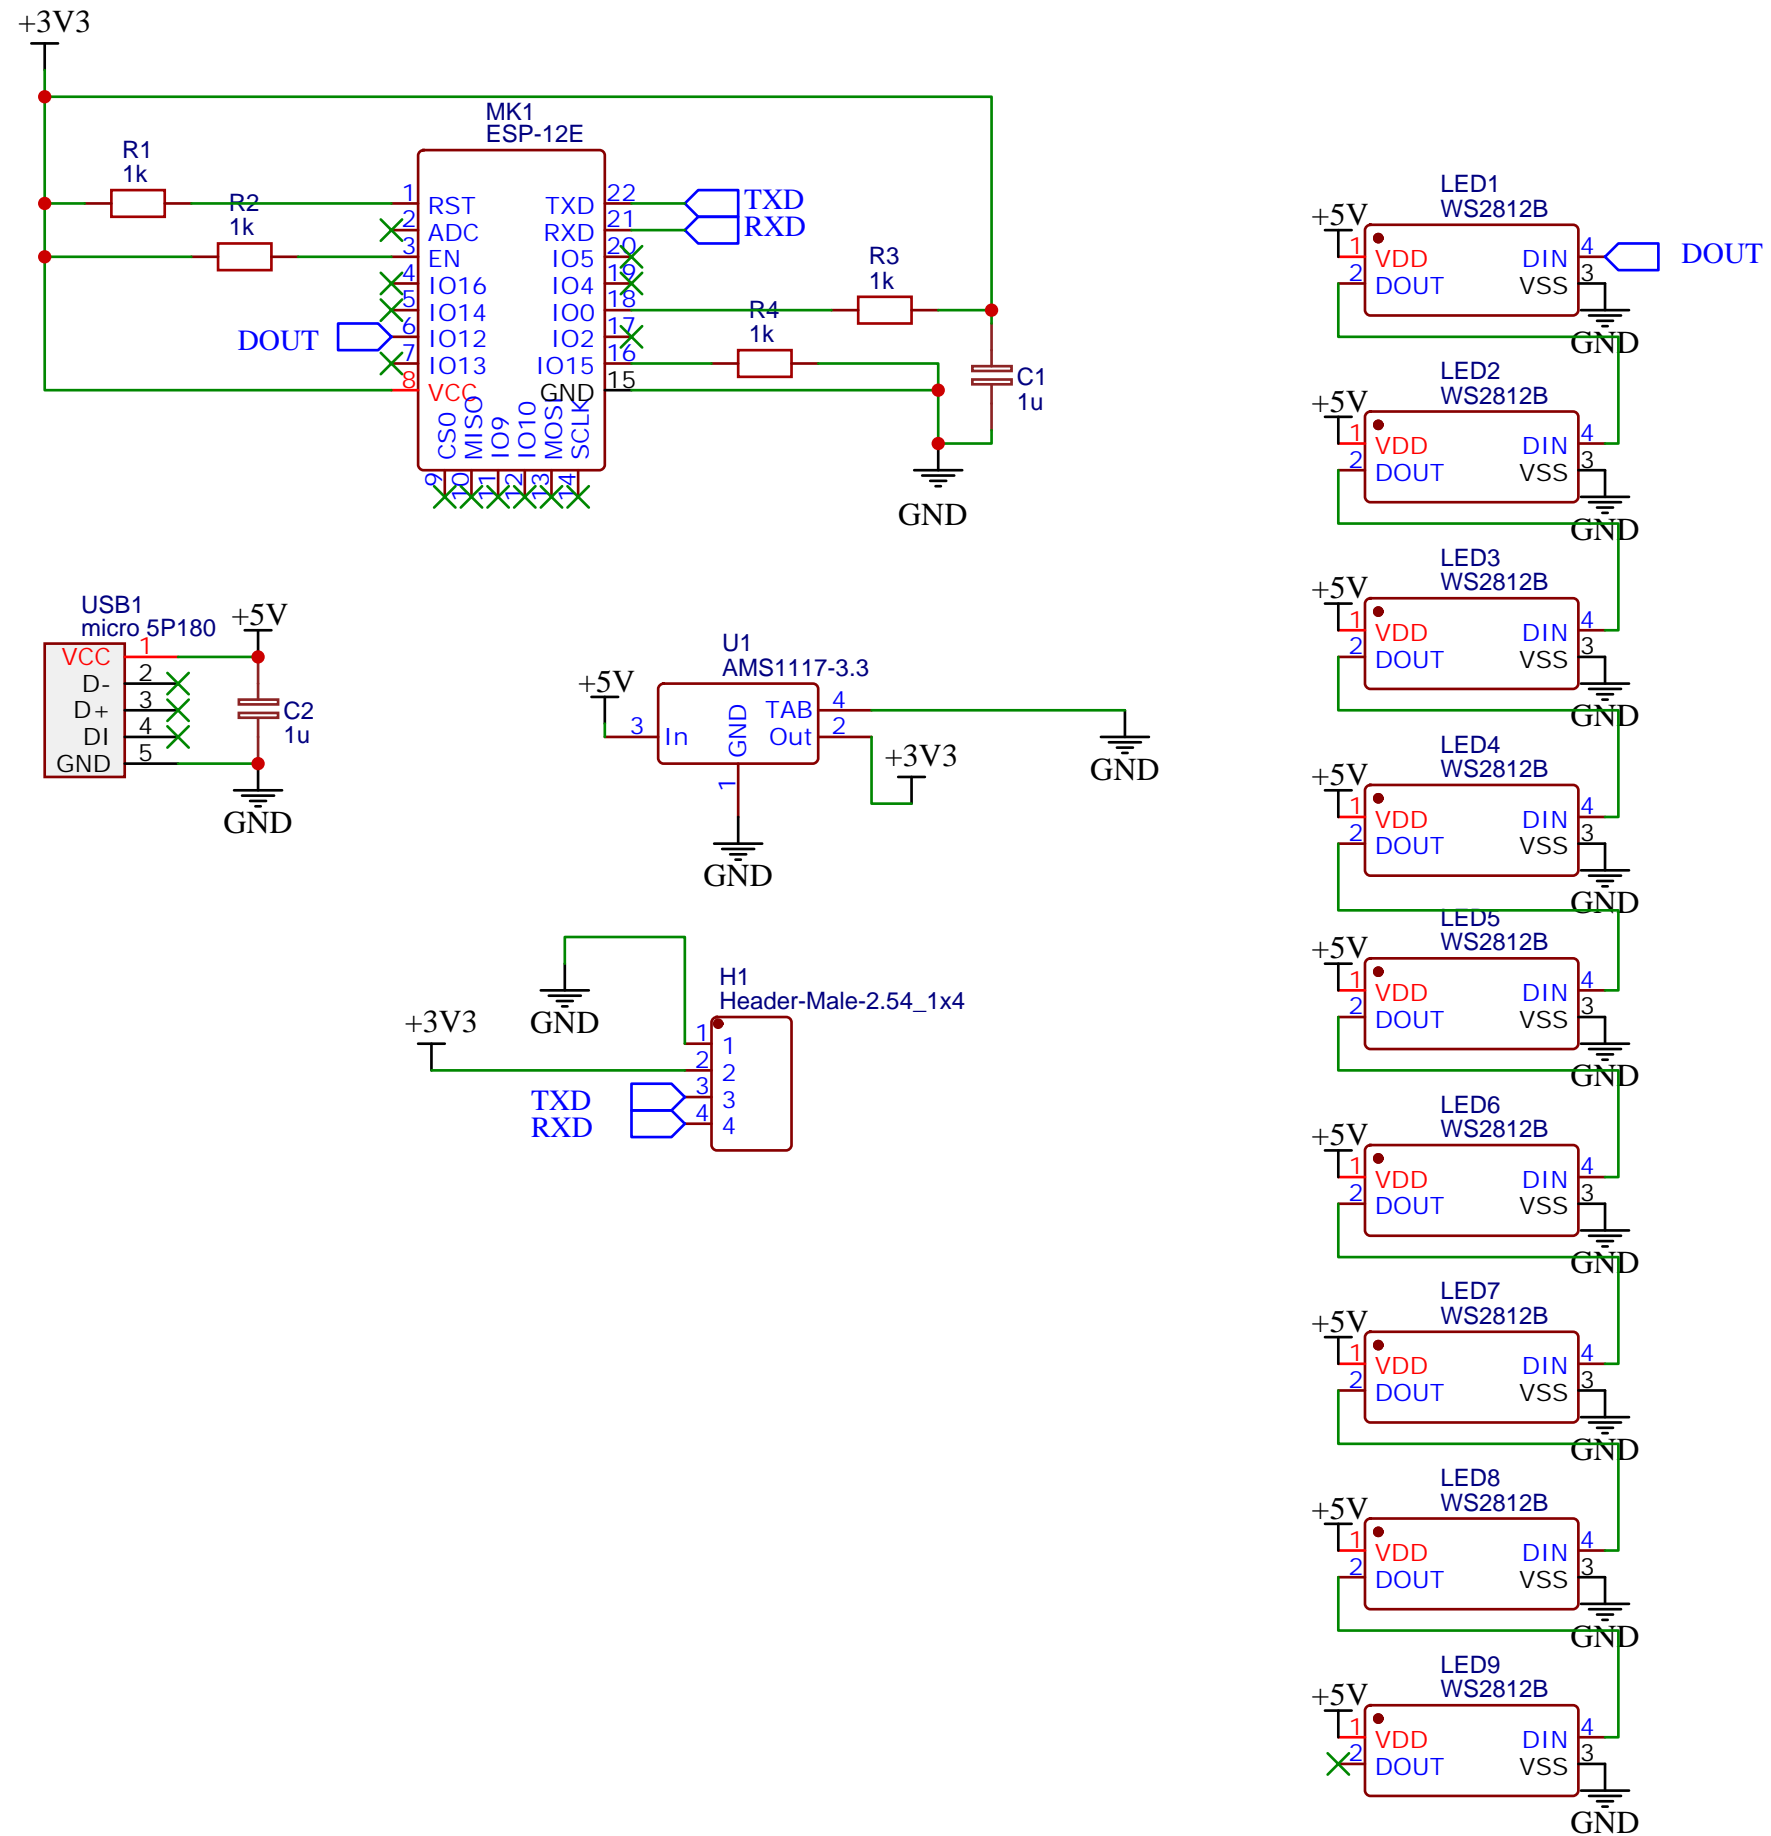 +3V3
MK1
ESP-12E
R1
1k
R2
1k
1 RST
2 ADC
3 EN
4 IO16
5 IO14
DOUT 6 IO12
7 IO13
8 VCC
TXD 22 TXD
RXD 21 RXD
IO5 20
IO4 19
IO0 18
IO2 17
IO15 16
GND 15
CS0 MISO IO9 IO10 MOSI SCLK
9 10 11 12 13 14
R3
1k
R4
1k
C1
1u
GND
USB1
micro 5P180
+5V
VCC 1
D- 2
D+ 3
DI 4
GND 5
C2
1u
GND
U1
AMS1117-3.3
+5V
3 In
GND
1
TAB 4
Out 2
+3V3
GND
GND
H1
Header-Male-2.54_1x4
GND
+3V3
1 1
2 2
TXD 3 3
RXD 4 4
LED1
WS2812B
+5V
1 VDD DIN 4 DOUT
2 DOUT VSS 3
GND
LED2
WS2812B
+5V
1 VDD DIN 4
2 DOUT VSS 3
GND
LED3
WS2812B
+5V
1 VDD DIN 4
2 DOUT VSS 3
GND
LED4
WS2812B
+5V
1 VDD DIN 4
2 DOUT VSS 3
GND
LED5
WS2812B
+5V
1 VDD DIN 4
2 DOUT VSS 3
GND
LED6
WS2812B
+5V
1 VDD DIN 4
2 DOUT VSS 3
GND
LED7
WS2812B
+5V
1 VDD DIN 4
2 DOUT VSS 3
GND
LED8
WS2812B
+5V
1 VDD DIN 4
2 DOUT VSS 3
GND
LED9
WS2812B
+5V
1 VDD DIN 4
2 DOUT VSS 3
GND